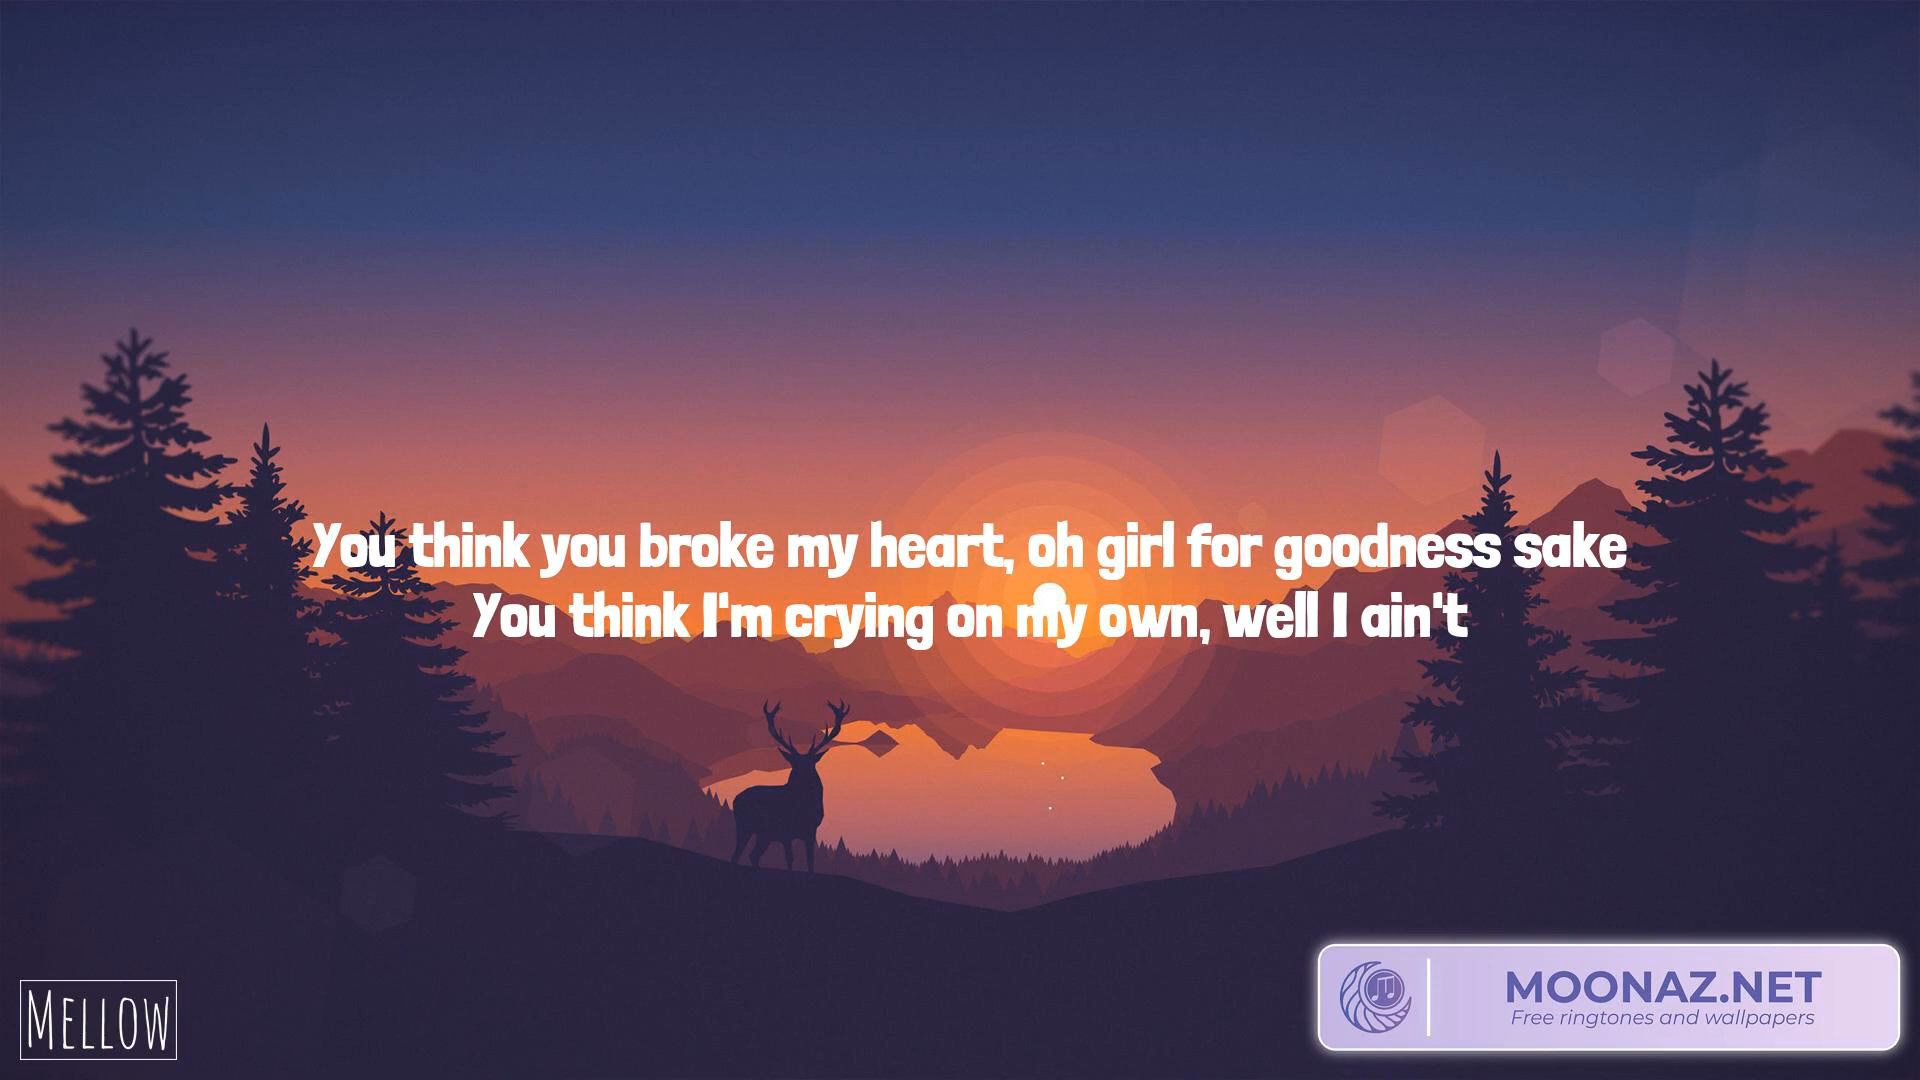 You think you broke my heart, oh girl for goodness sake
You think I'm crying on my own, well I ain't
MELLOW
MOONAZ.NET
Free ringtones and wallpapers